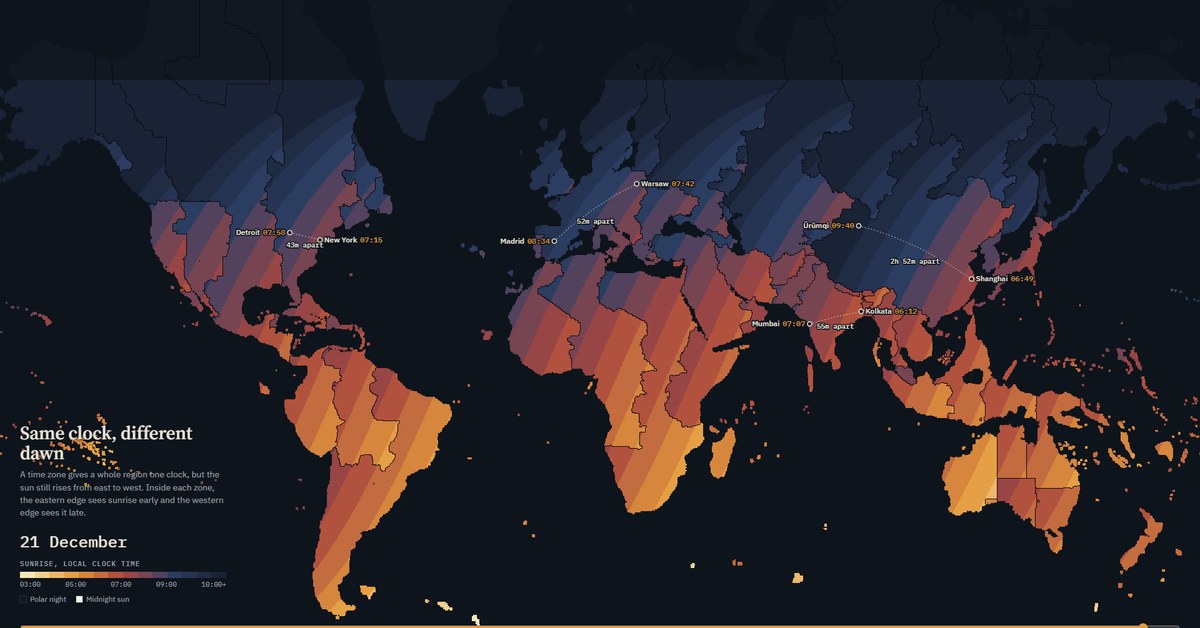 Warsaw 07:42
52m apart
Madrid 08:34
Detroit 07:58
New York 07:15
43m apart
Ürümqi 09:40
2h 52m apart
Shanghai 06:49
Mumbai 07:07
Kolkata 06:12
55m apart
Same clock, different
dawn
A time zone gives a whole region one clock, but the
sun still rises from east to west. Inside each zone,
the eastern edge sees sunrise early and the western
edge sees it late.
21 December
SUNRISE, LOCAL CLOCK TIME
03:00 05:00 07:00 09:00 10:00+
Polar night Midnight sun